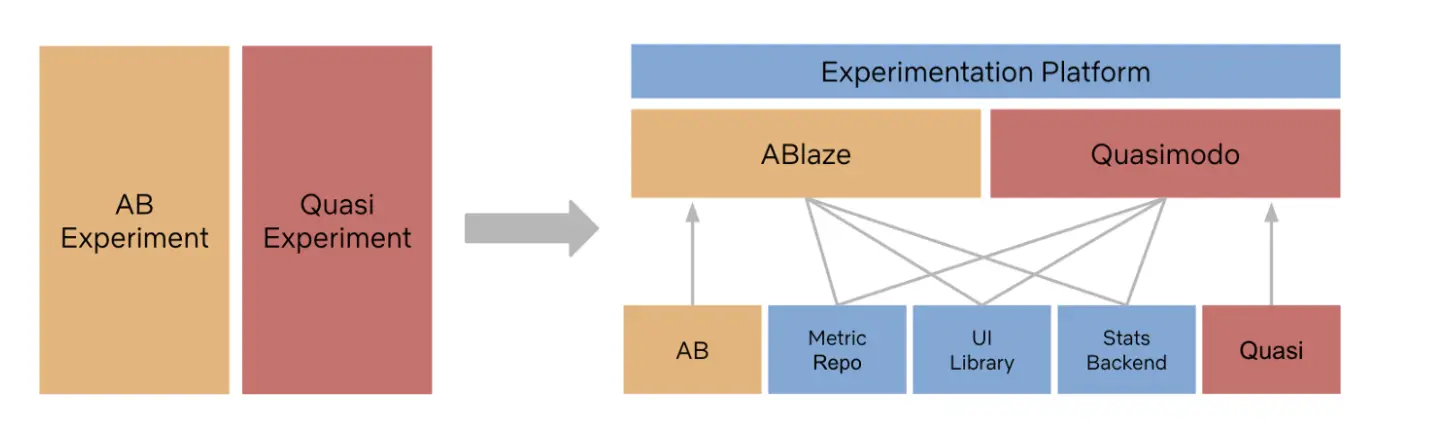 AB
Experiment
Quasi
Experiment
Experimentation Platform
ABlaze
Quasimodo
AB
Metric
Repo
UI
Library
Stats
Backend
Quasi